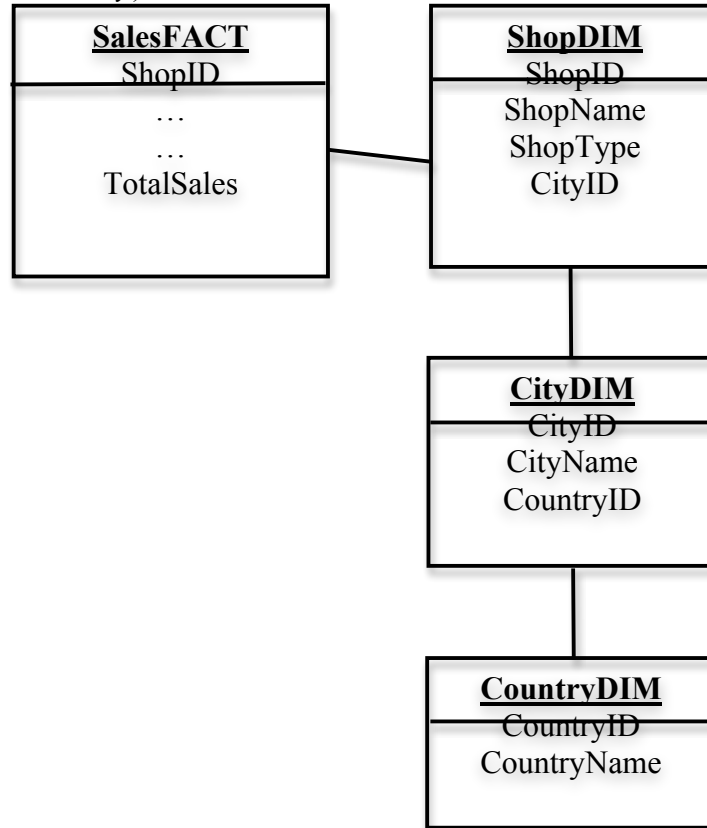 SalesFACT
ShopID
…
…
TotalSales
ShopDIM
ShopID
ShopName
ShopType
CityID
CityDIM
CityID
CityName
CountryID
CountryDIM
CountryID
CountryName